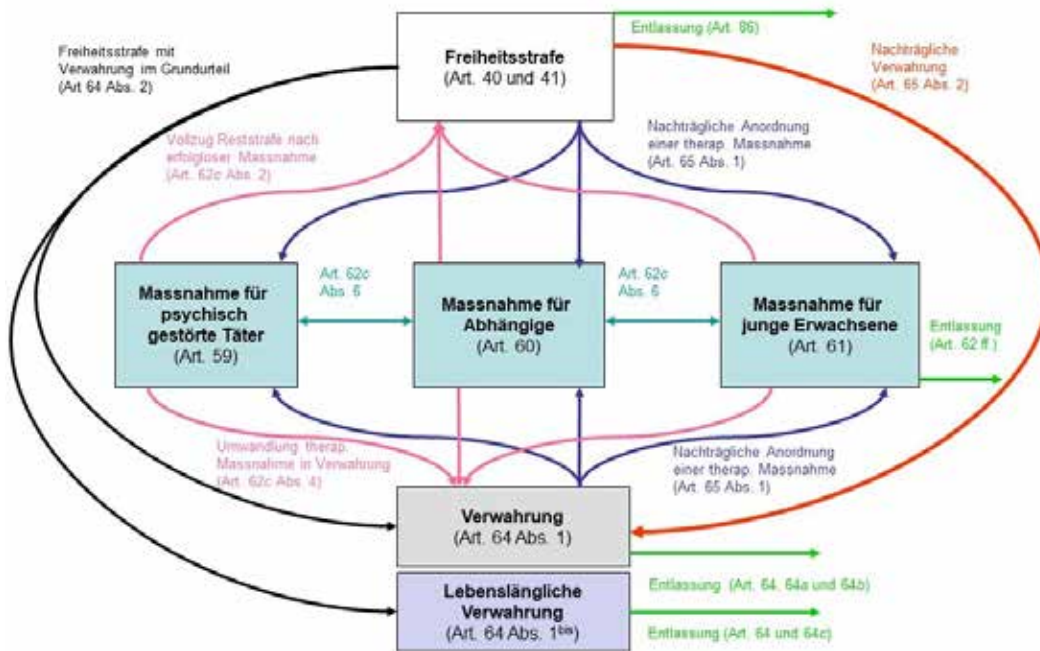 Entlassung (Art. 86)
Freiheitsstrafe
(Art. 40 und 41)
Freiheitsstrafe mit
Verwahrung im Grundurteil
(Art 64 Abs. 2)
Nachträgliche
Verwahrung
(Art. 65 Abs. 2)
Vollzug Reststrafe nach
erfolgloser Massnahme
(Art. 62c Abs. 2)
Nachträgliche Anordnung
einer therap. Massnahme
(Art. 65 Abs. 1)
Massnahme für
psychisch
gestörte Täter
(Art. 59)
Art. 62c
Abs. 6
Massnahme für
Abhängige
(Art. 60)
Art. 62c
Abs. 6
Massnahme für
junge Erwachsene
(Art. 61)
Entlassung
(Art. 62 ff.)
Umwandlung therap.
Massnahme in Verwahrung
(Art. 62c Abs. 4)
Nachträgliche Anordnung
einer therap. Massnahme
(Art. 65 Abs. 1)
Verwahrung
(Art. 64 Abs. 1)
Entlassung (Art. 64, 64a und 64b)
Lebenslängliche
Verwahrung
(Art. 64 Abs. 1bis)
Entlassung (Art. 64 und 64c)